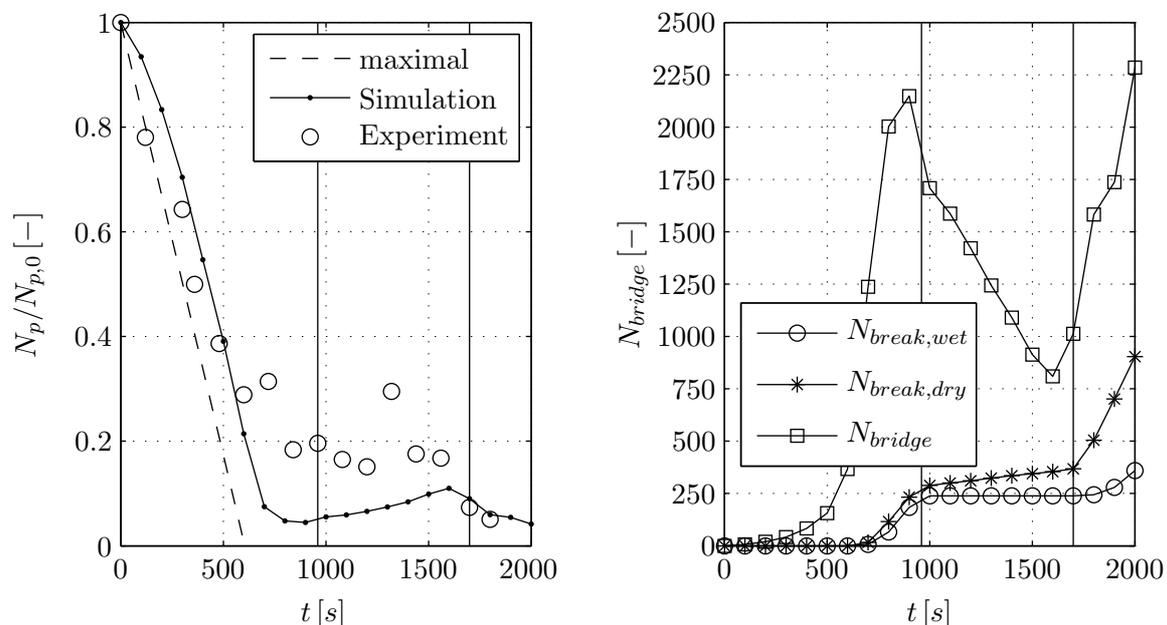 1
0.8
0.6
0.4
0.2
0
0 500 1000 1500 2000
N_p/N_{p,0} [−]
t [s]
maximal
Simulation
Experiment
2500
2250
2000
1750
1500
1250
1000
750
500
250
0
0 500 1000 1500 2000
N_{bridge} [−]
t [s]
N_{break,wet}
N_{break,dry}
N_{bridge}